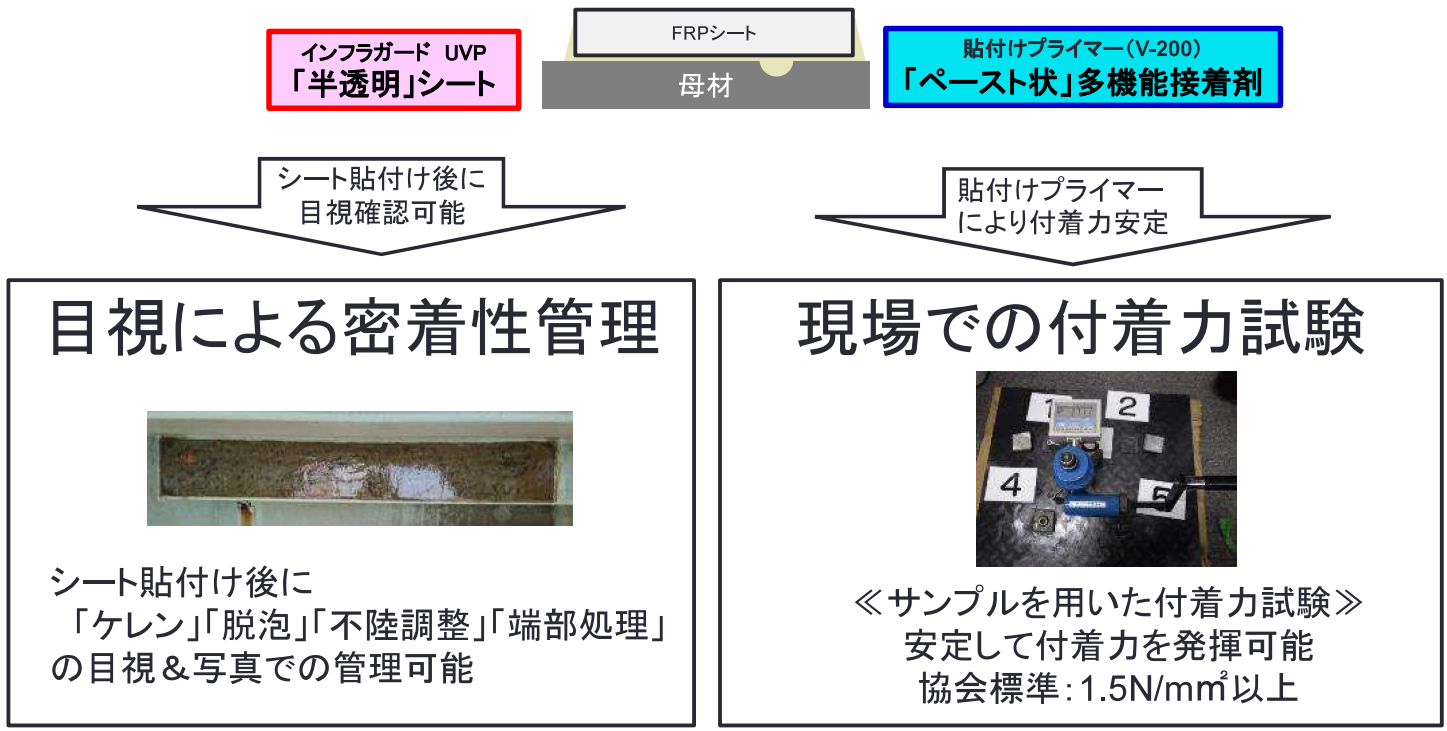 インフラガード UVP
「半透明」シート
FRPシート
母材
貼付けプライマー（V-200）
「ペースト状」多機能接着剤
シート貼付け後に
目視確認可能
貼付けプライマー
により付着力安定
目視による密着性管理
シート貼付け後に
「ケレン」「脱泡」「不陸調整」「端部処理」
の目視＆写真での管理可能
現場での付着力試験
1
2
4
5
≪サンプルを用いた付着力試験≫
安定して付着力を発揮可能
協会標準：1.5N/mm²以上